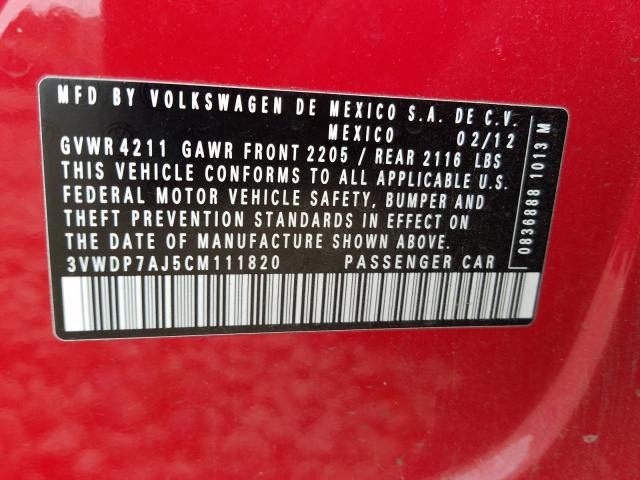 MFD BY VOLKSWAGEN DE MEXICO S.A. DE C.V.
MEXICO 02/12
GVWR 4211 GAWR FRONT 2205 / REAR 2116 LBS
THIS VEHICLE CONFORMS TO ALL APPLICABLE U.S.
FEDERAL MOTOR VEHICLE SAFETY, BUMPER AND
THEFT PREVENTION STANDARDS IN EFFECT ON
THE DATE OF MANUFACTURE SHOWN ABOVE.
3VWDP7AJ5CM111820 PASSENGER CAR
0836888 1013 M